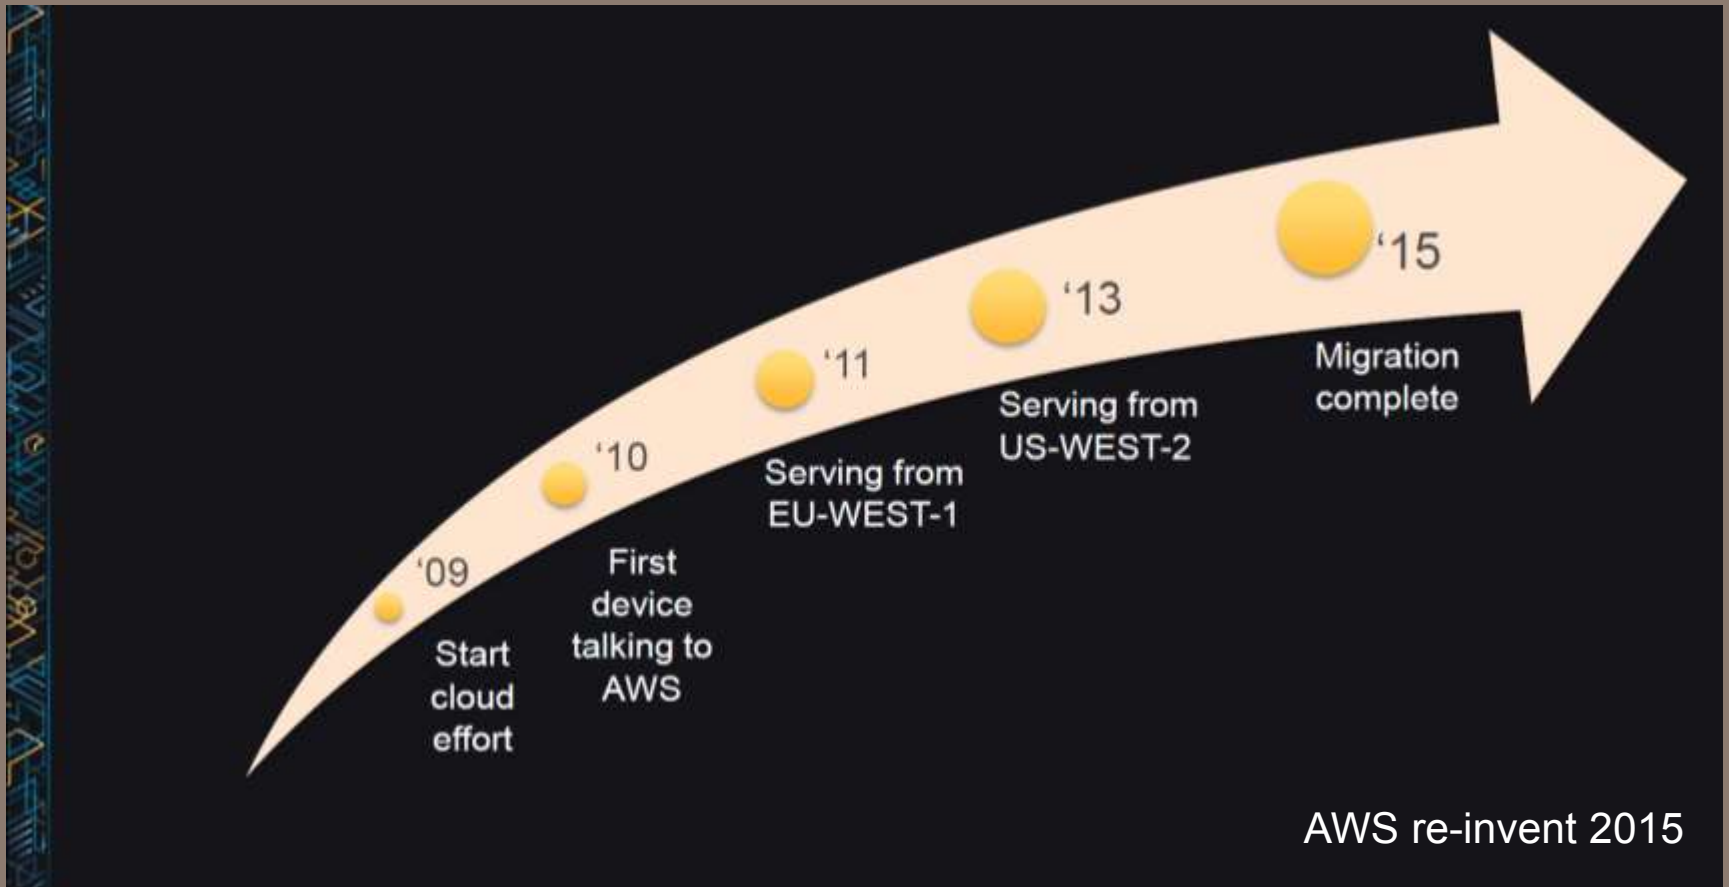 ‘09
Start
cloud
effort
‘10
First
device
talking to
AWS
‘11
Serving from
EU-WEST-1
‘13
Serving from
US-WEST-2
‘15
Migration
complete
AWS re-invent 2015